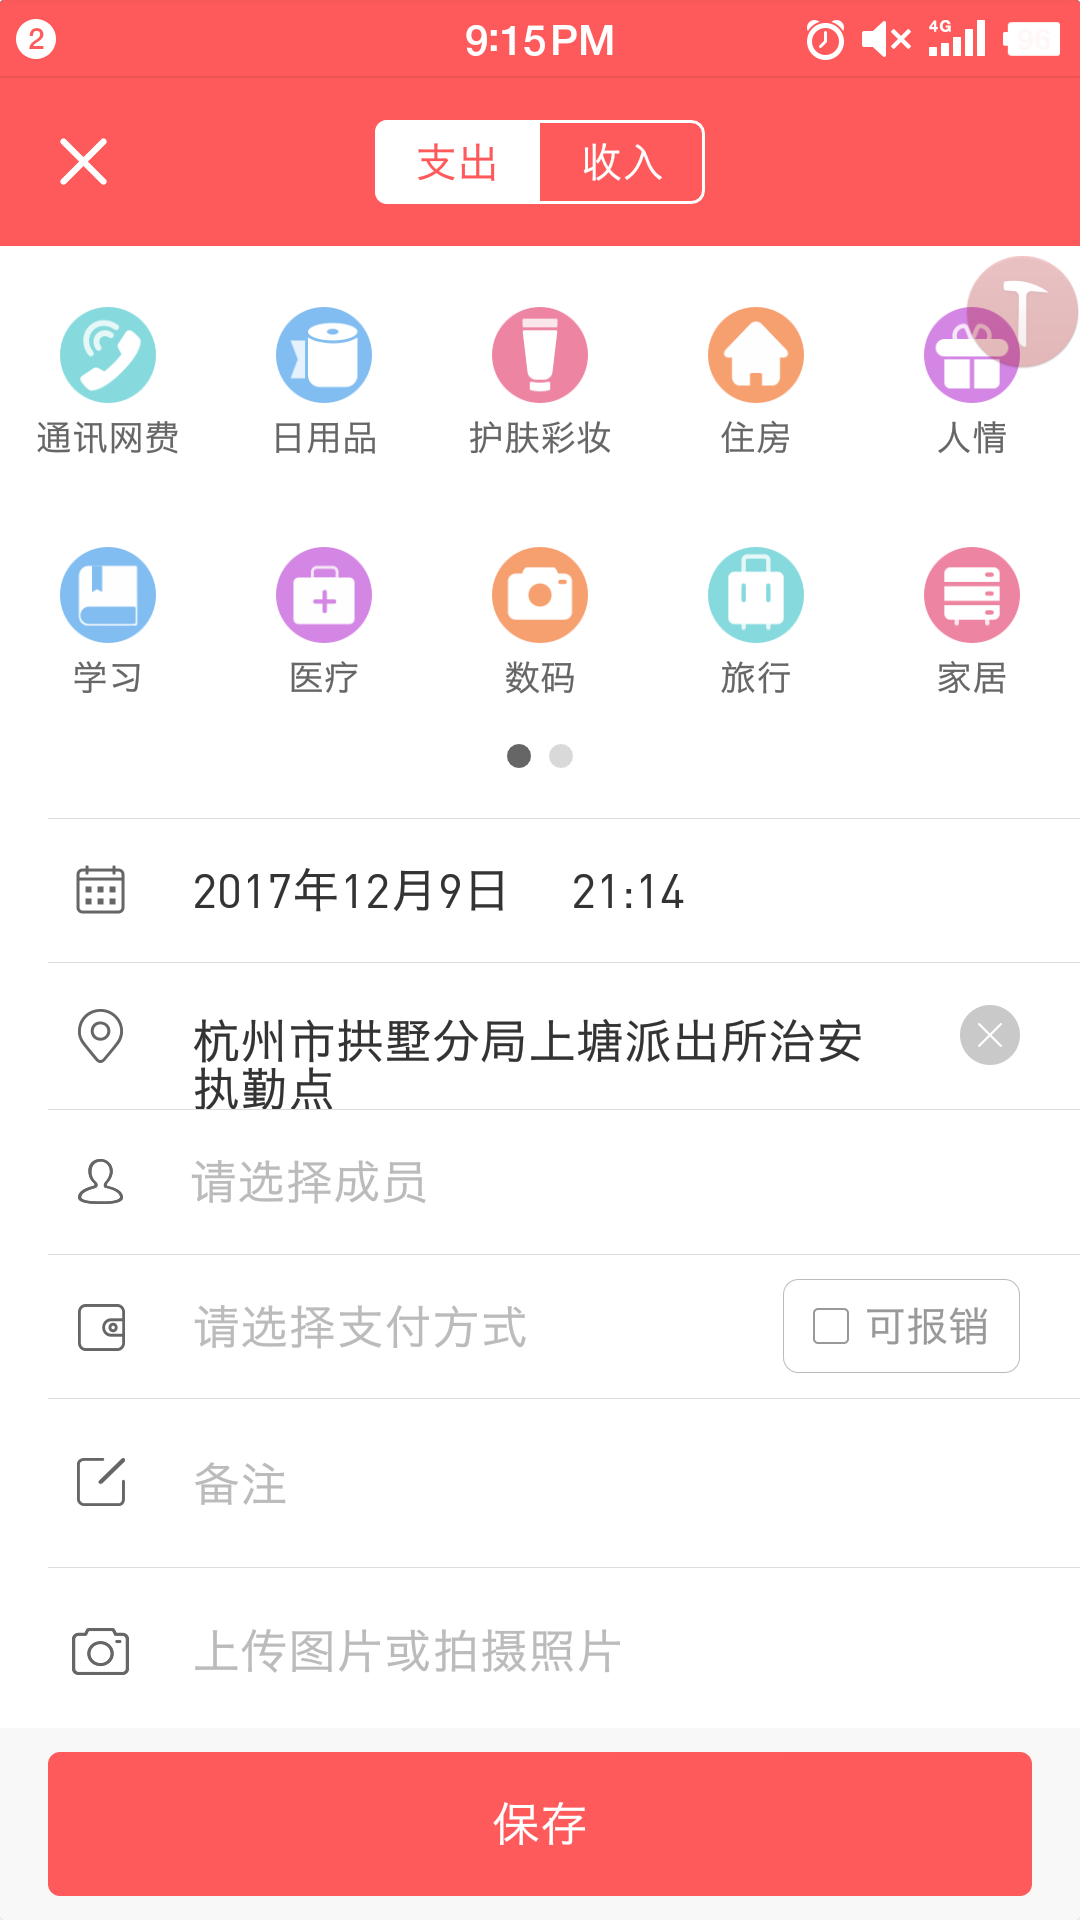 2
9:15PM
4G
96
支出
收入
通讯网费
日用品
护肤彩妆
住房
人情
学习
医疗
数码
旅行
家居
2017年12月9日 21:14
杭州市拱墅分局上塘派出所治安
执勤点
请选择成员
请选择支付方式
可报销
备注
上传图片或拍摄照片
保存